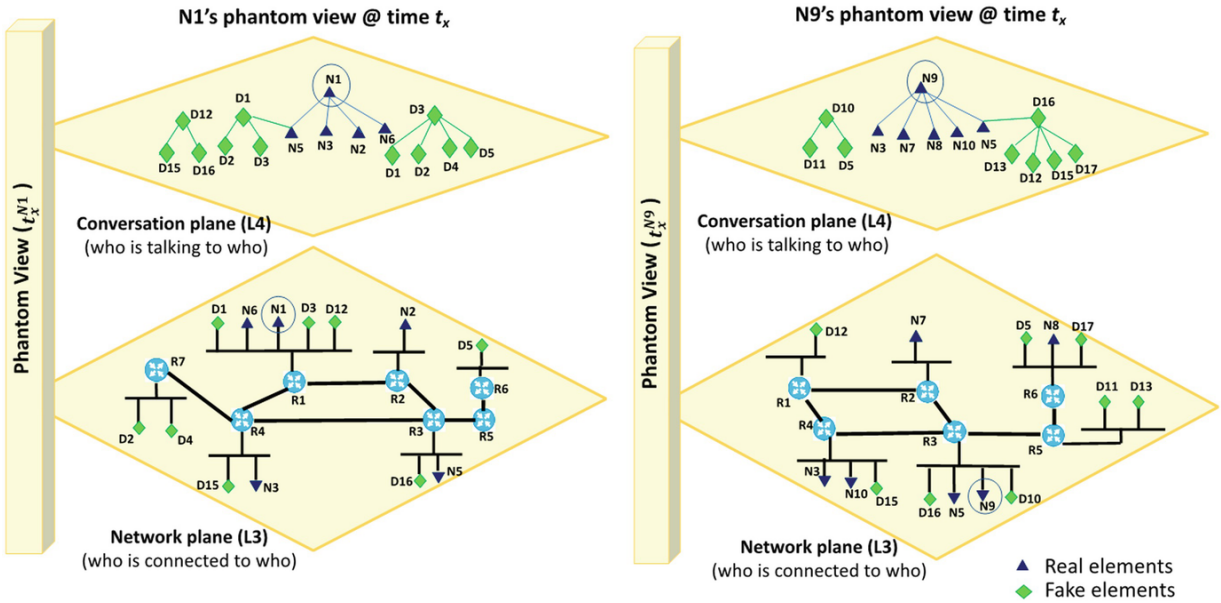 N1's phantom view @ time tx
Phantom View (txN1)
N1
D12
D1
D3
D15
D16
D2
D3
N5
N3
N2
N6
D1
D2
D4
D5
Conversation plane (L4)
(who is talking to who)
D1
N6
N1
D3
D12
N2
D5
R7
R1
R2
R6
D2
D4
R4
R3
R5
D15
N3
D16
N5
Network plane (L3)
(who is connected to who)
N9's phantom view @ time tx
Phantom View (txN9)
N9
D10
D16
D11
D5
N3
N7
N8
N10
N5
D13
D12
D15
D17
Conversation plane (L4)
(who is talking to who)
D12
N7
D5
N8
D17
R1
R2
R6
D11
D13
R4
R3
R5
N3
N10
D15
D16
N5
N9
D10
Network plane (L3)
(who is connected to who)
Real elements
Fake elements